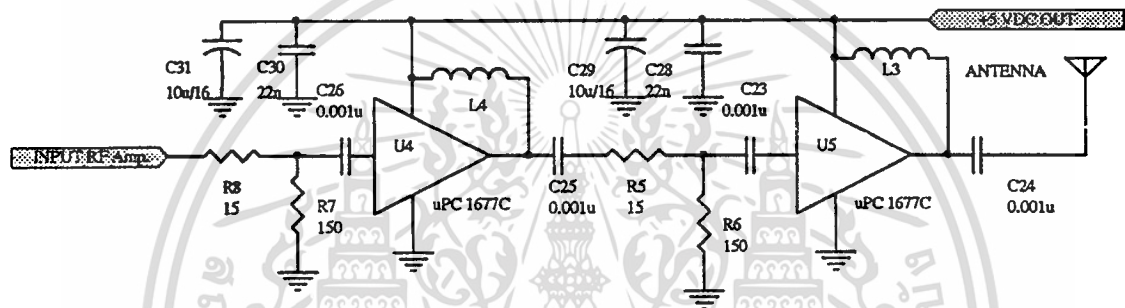 +5 VDC OUT
C31
10u/16
C30
22n
C26
0.001u
L4
C29
10u/16
C28
22n
C23
0.001u
L3
ANTENNA
INPUT RF Amp.
U4
U5
R8
15
R7
150
uPC 1677C
C25
0.001u
R5
15
R6
150
uPC 1677C
C24
0.001u